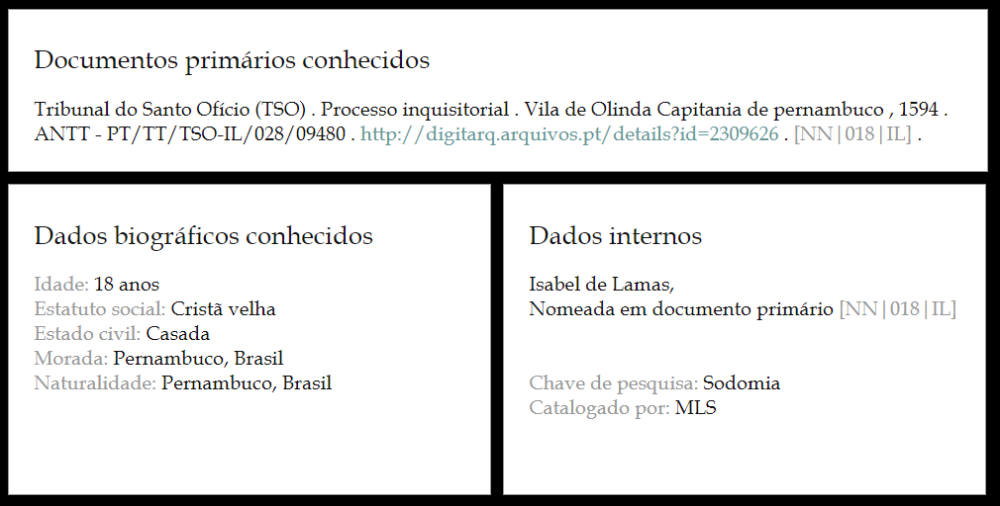 Documentos primários conhecidos
Tribunal do Santo Ofício (TSO) . Processo inquisitorial . Vila de Olinda Capitania de pernambuco , 1594 .
ANTT - PT/TT/TSO-IL/028/09480 . http://digitarq.arquivos.pt/details?id=2309626 . [NN|018|IL] .
Dados biográficos conhecidos
Idade: 18 anos
Estatuto social: Cristã velha
Estado civil: Casada
Morada: Pernambuco, Brasil
Naturalidade: Pernambuco, Brasil
Dados internos
Isabel de Lamas,
Nomeada em documento primário [NN|018|IL]
Chave de pesquisa: Sodomia
Catalogado por: MLS